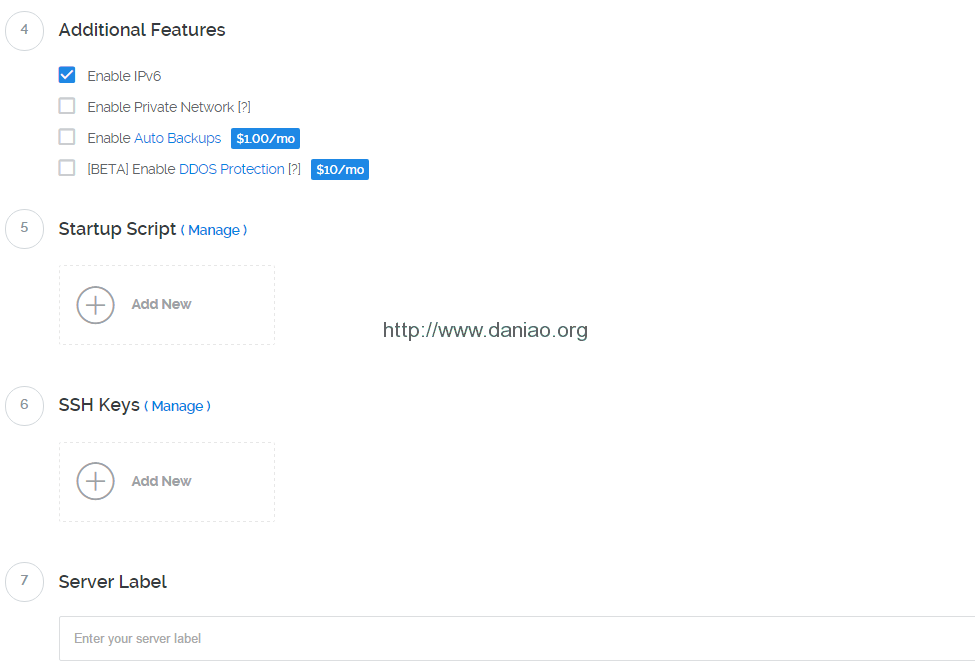 4 Additional Features
Enable IPv6
Enable Private Network [?]
Enable Auto Backups $1.00/mo
[BETA] Enable DDOS Protection [?] $10/mo
5 Startup Script ( Manage )
Add New
http://www.daniao.org
6 SSH Keys ( Manage )
Add New
7 Server Label
Enter your server label